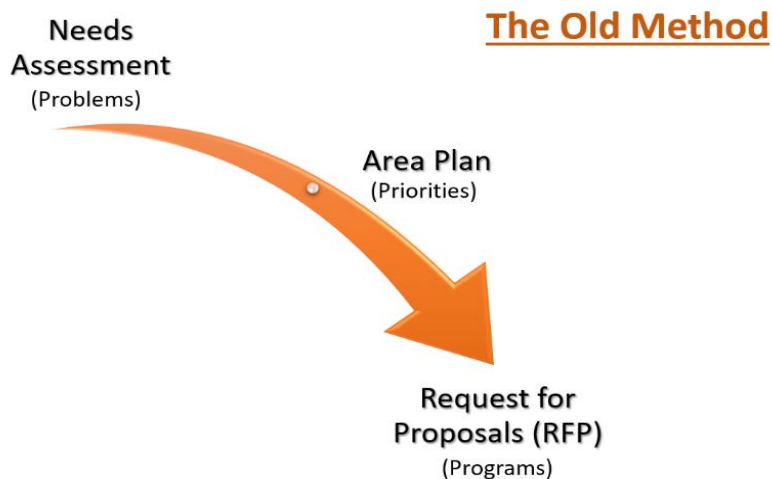 The Old Method
Needs
Assessment
(Problems)
Area Plan
(Priorities)
Request for
Proposals (RFP)
(Programs)